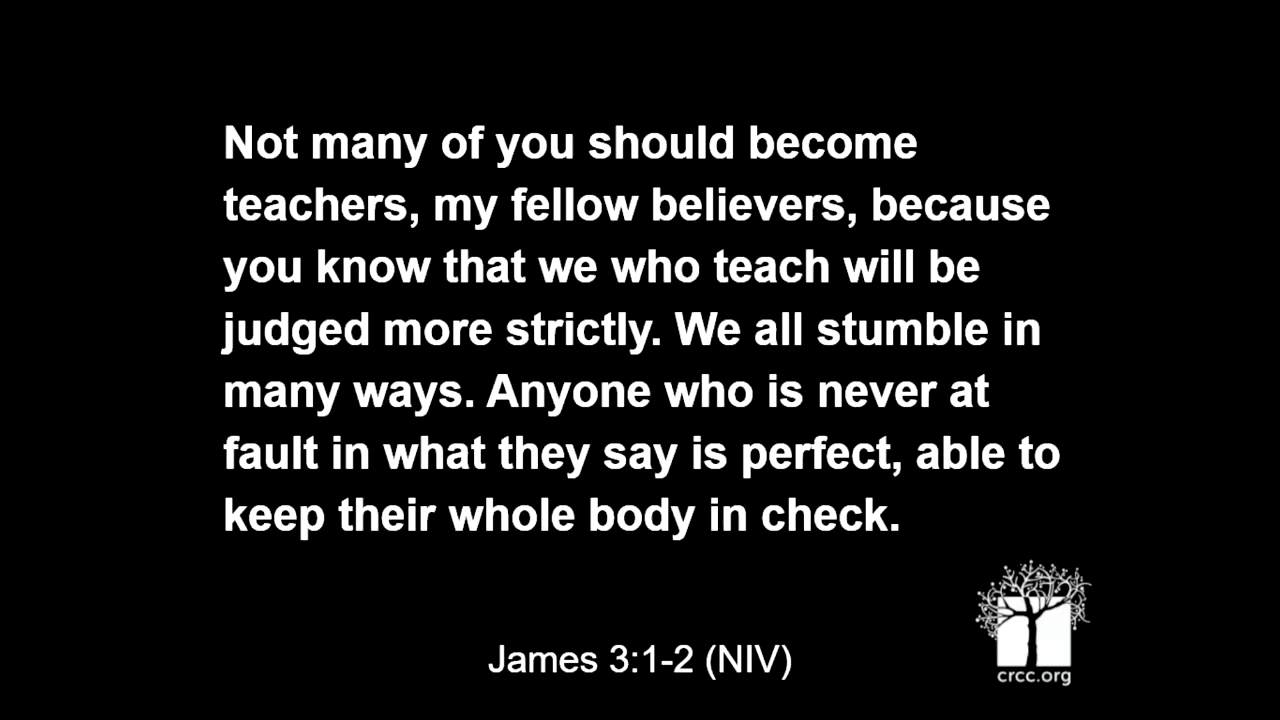 Not many of you should become
teachers, my fellow believers, because
you know that we who teach will be
judged more strictly. We all stumble in
many ways. Anyone who is never at
fault in what they say is perfect, able to
keep their whole body in check.
James 3:1-2 (NIV)
crcc.org